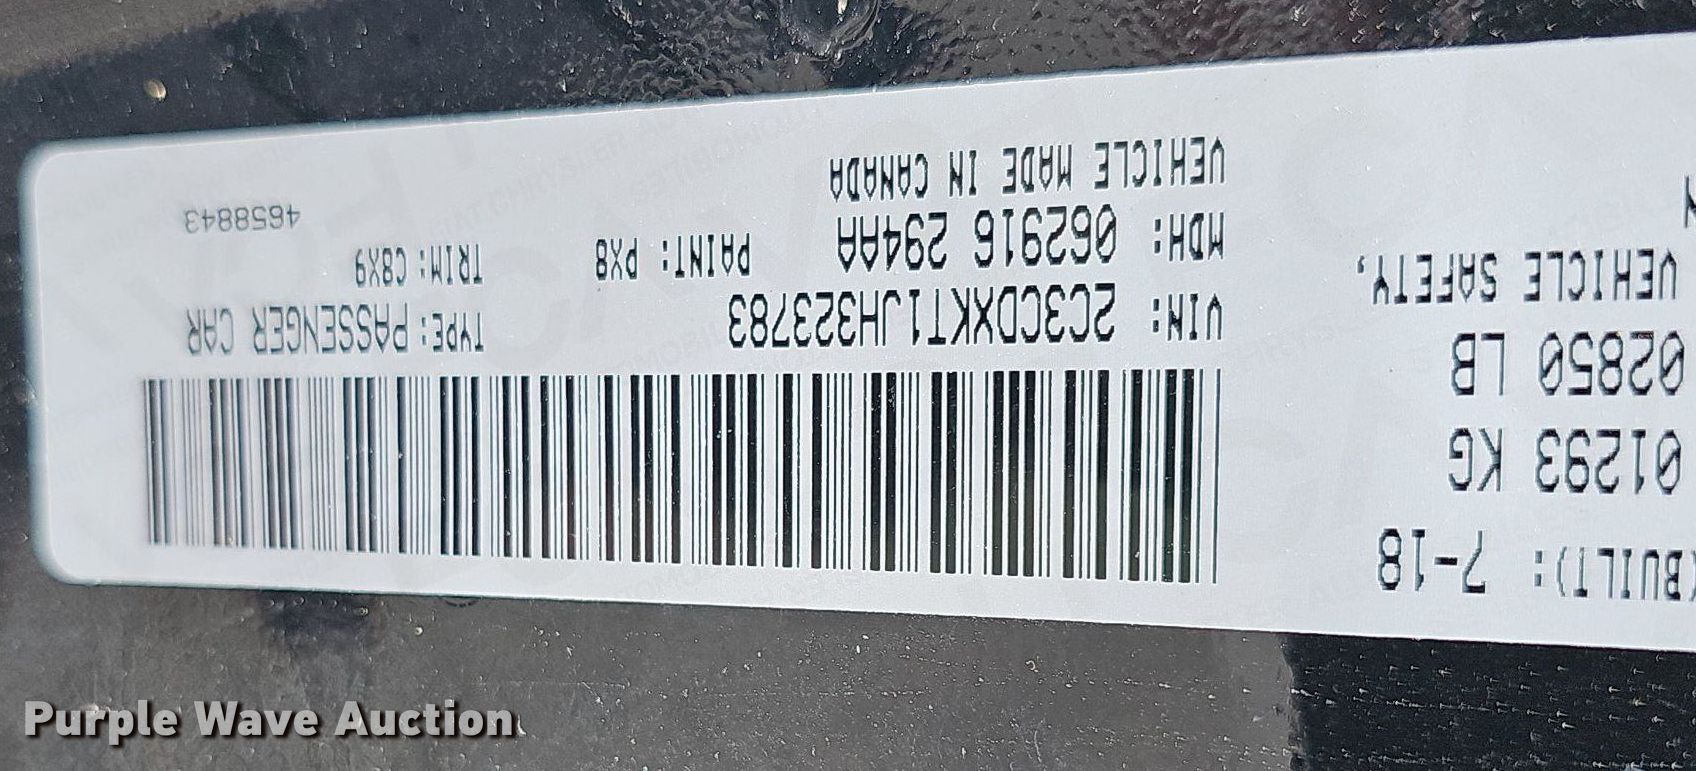 BUILT): 7-18
01293 KG
02850 LB
VEHICLE SAFETY,
VIN: 2C3CDXKT1JH323783 TYPE: PASSENGER CAR
MDH: 062916 294AA PAINT: PX8 TRIM: C8X9
VEHICLE MADE IN CANADA 4658843
Purple Wave Auction